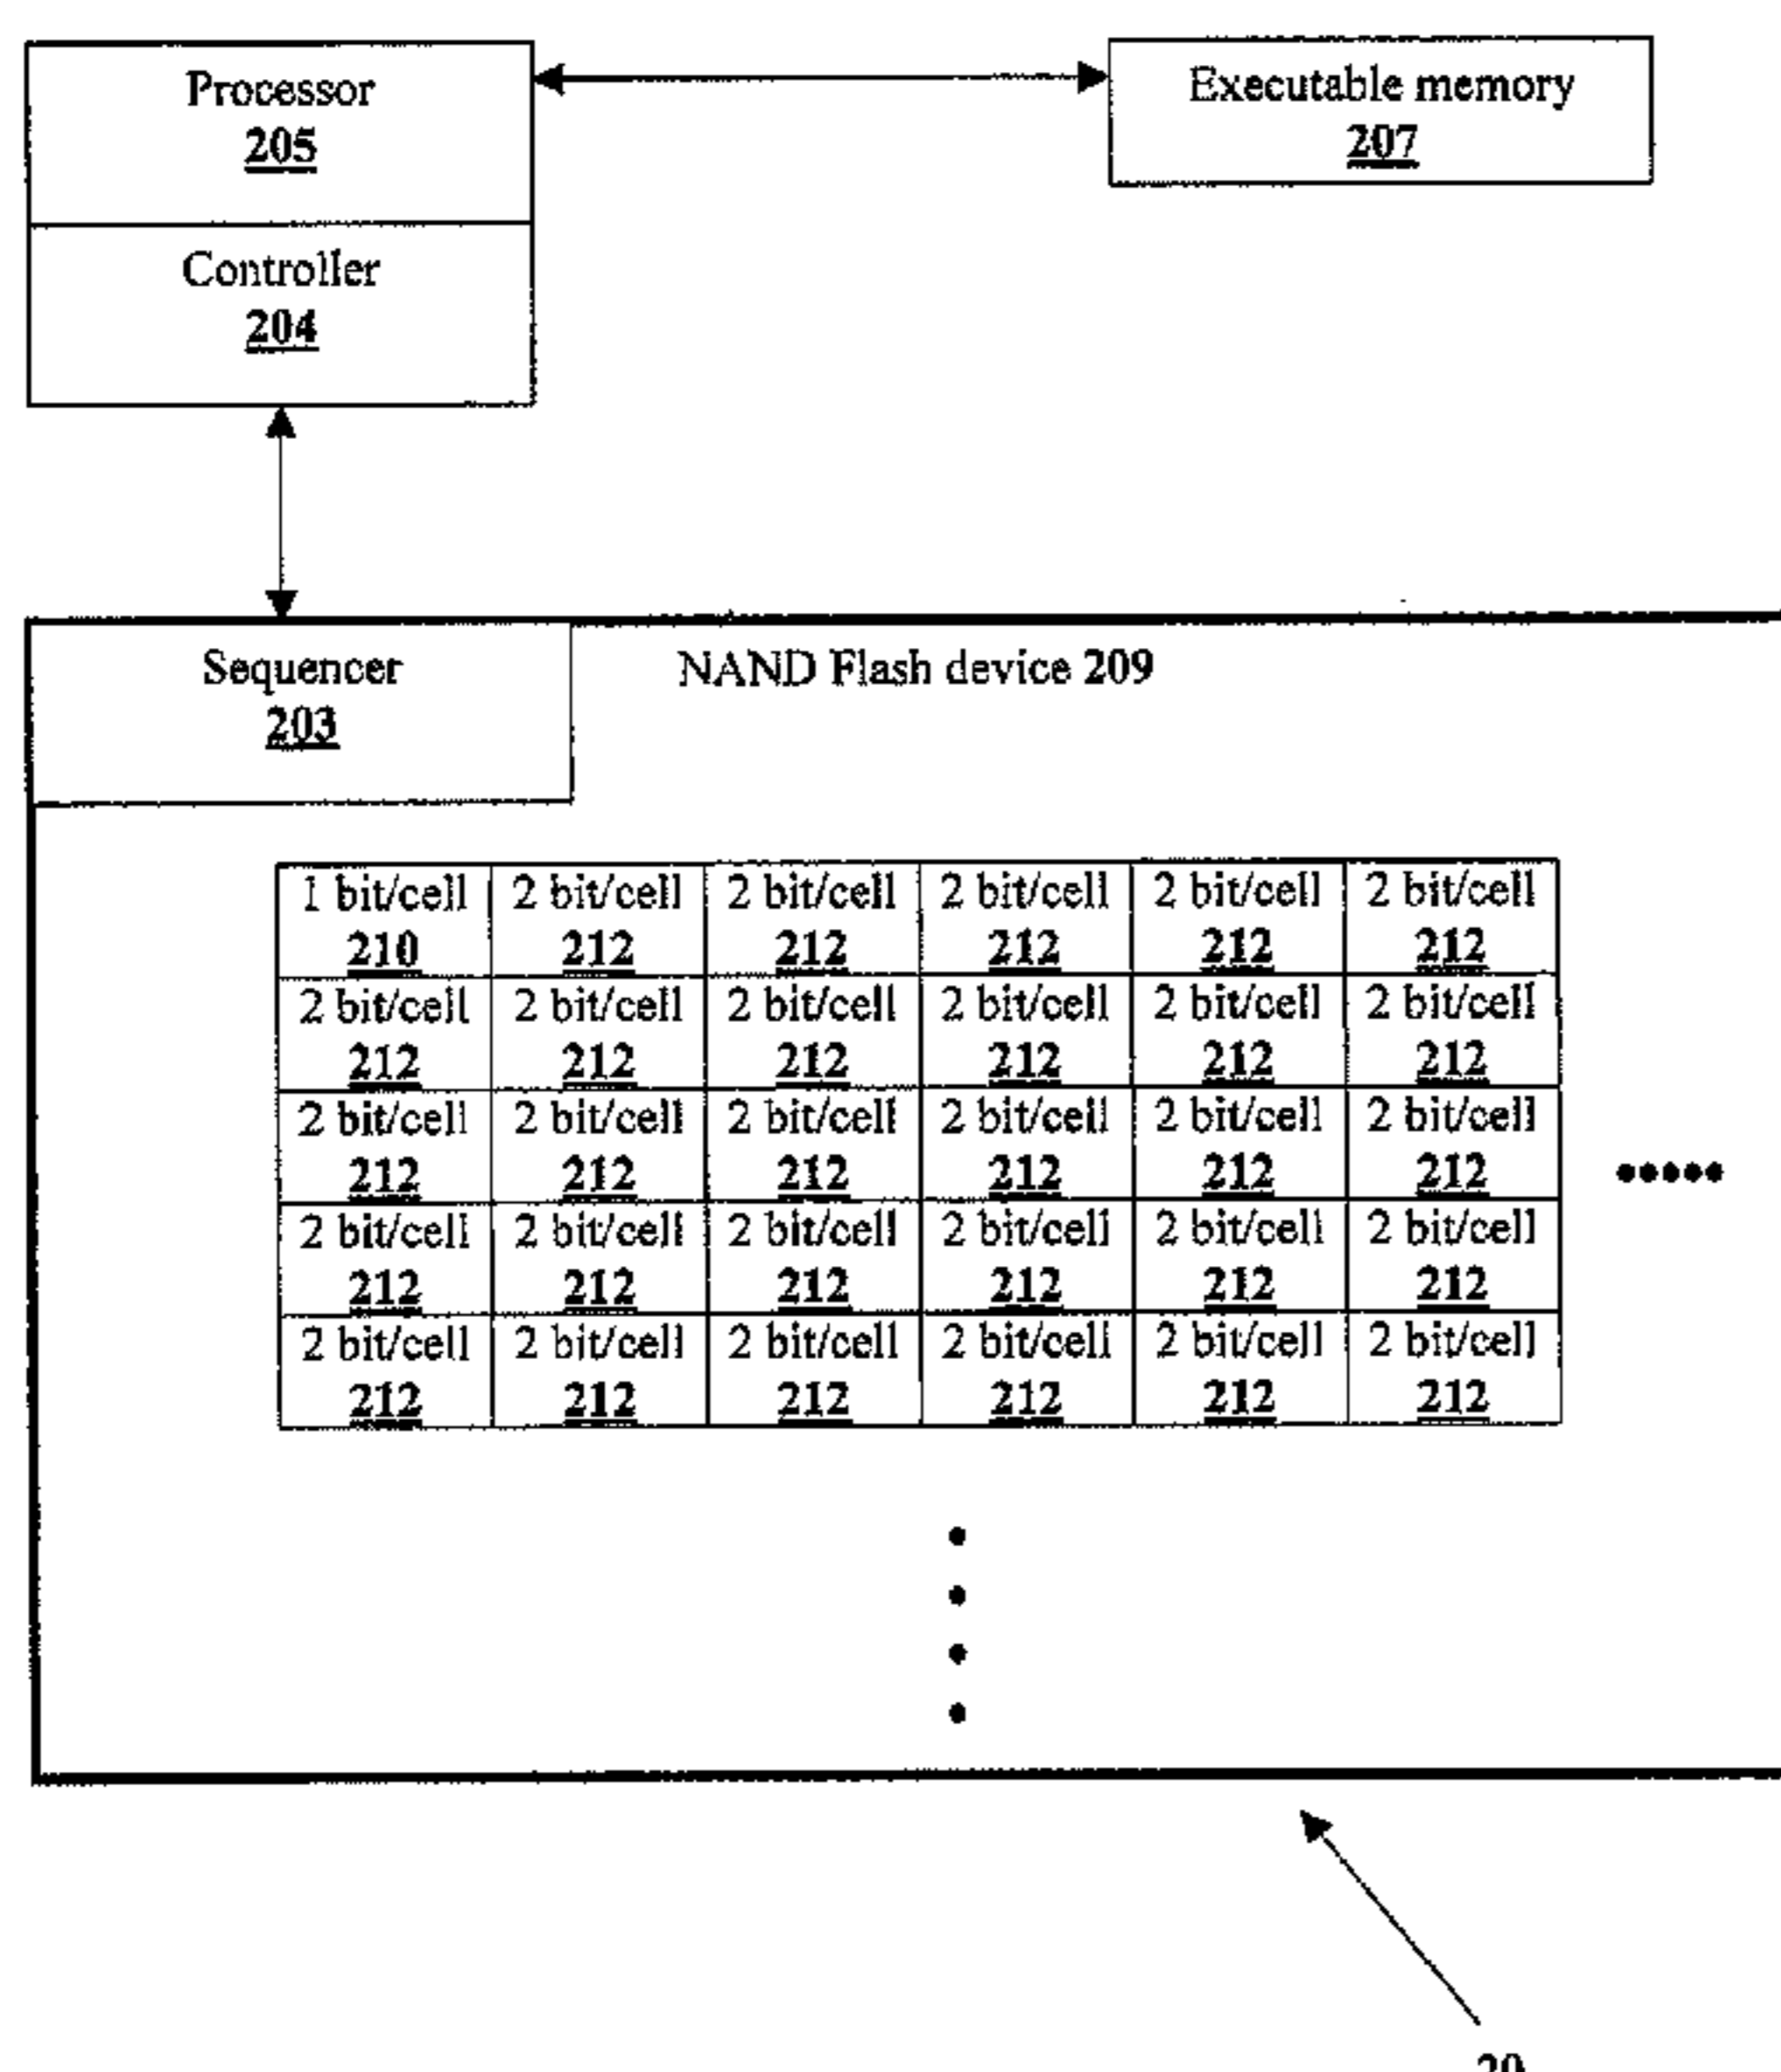 Processor
205
Executable memory
207
Controller
204
Sequencer
203
NAND Flash device 209
1 bit/cell 2 bit/cell 2 bit/cell 2 bit/cell 2 bit/cell 2 bit/cell
210 212 212 212 212 212
2 bit/cell 2 bit/cell 2 bit/cell 2 bit/cell 2 bit/cell 2 bit/cell
212 212 212 212 212 212
2 bit/cell 2 bit/cell 2 bit/cell 2 bit/cell 2 bit/cell 2 bit/cell
212 212 212 212 212 212
2 bit/cell 2 bit/cell 2 bit/cell 2 bit/cell 2 bit/cell 2 bit/cell
212 212 212 212 212 212
2 bit/cell 2 bit/cell 2 bit/cell 2 bit/cell 2 bit/cell 2 bit/cell
212 212 212 212 212 212
20